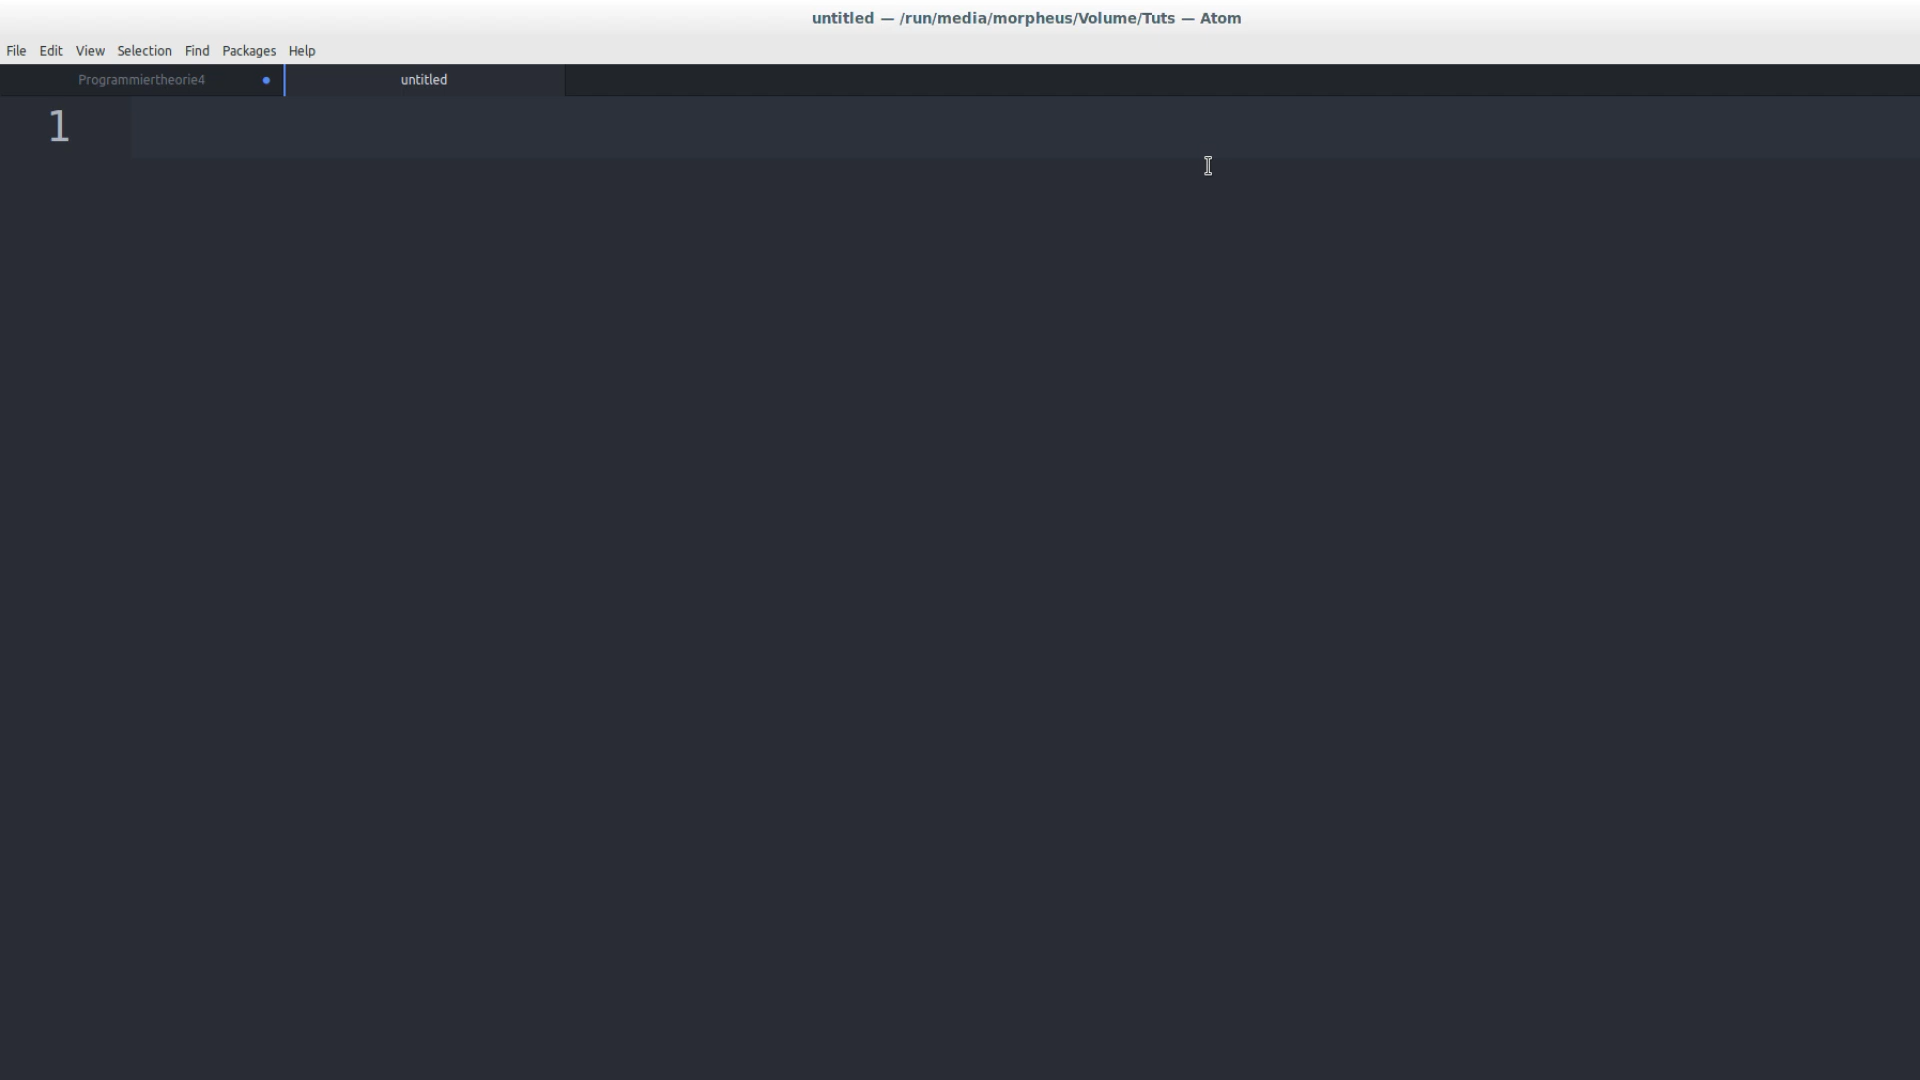 untitled — /run/media/morpheus/Volume/Tuts — Atom
File Edit View Selection Find Packages Help
Programmiertheorie4 untitled
1